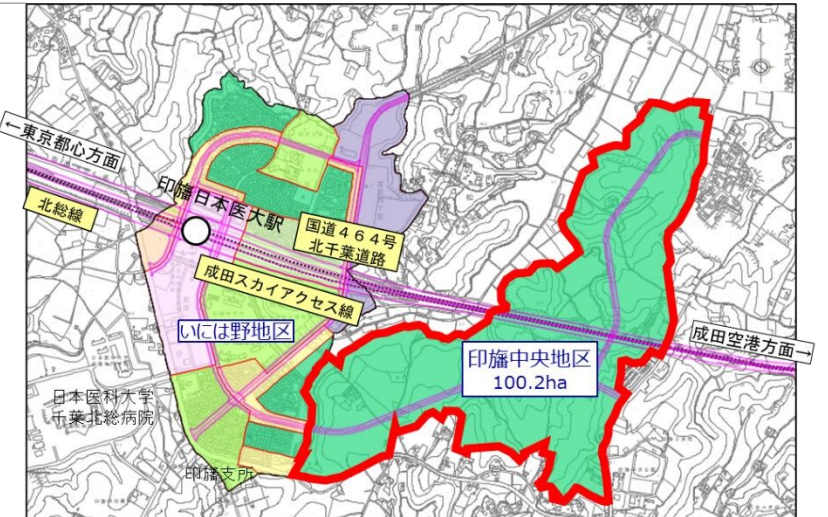 ←東京都心方面
北総線
印旛日本医大駅
国道464号
北千葉道路
成田スカイアクセス線
いには野地区
成田空港方面→
印旛中央地区
100.2ha
日本医科大学
千葉北総病院
印旛支所